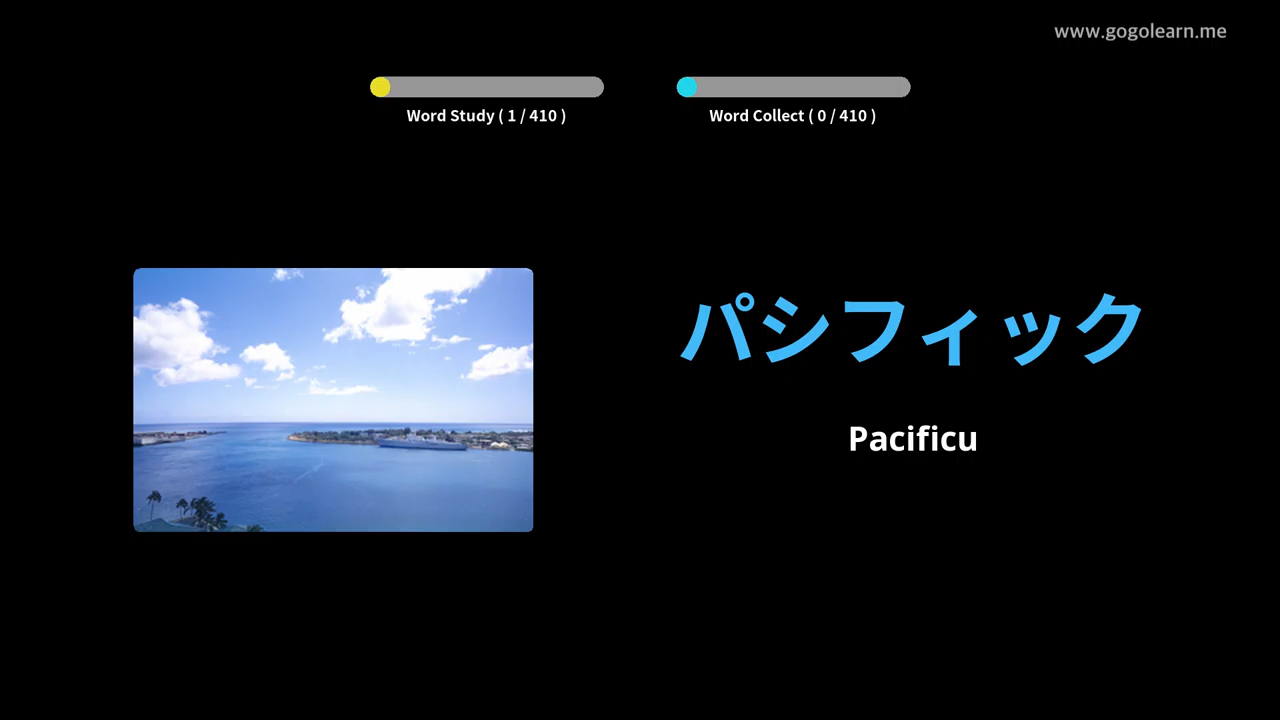 www.gogolearn.me
Word Study ( 1 / 410 )
Word Collect ( 0 / 410 )
パシフィック
Pacificu